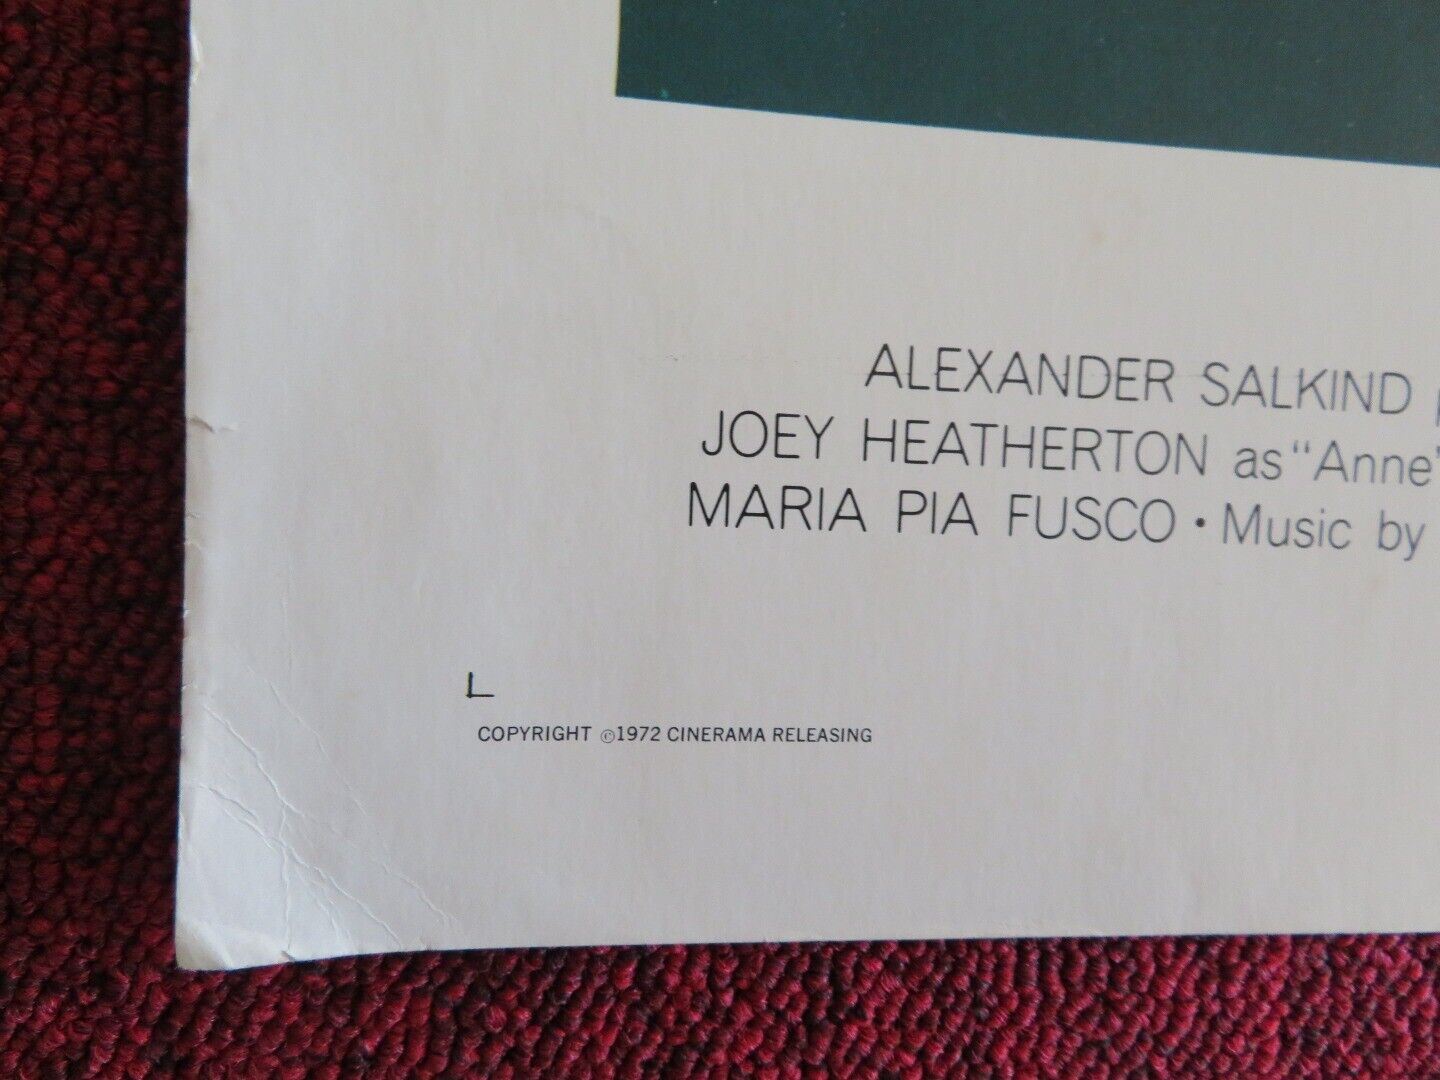 ALEXANDER SALKIND
JOEY HEATHERTON as "Anne"
MARIA PIA FUSCO • Music by
COPYRIGHT ©1972 CINERAMA RELEASING